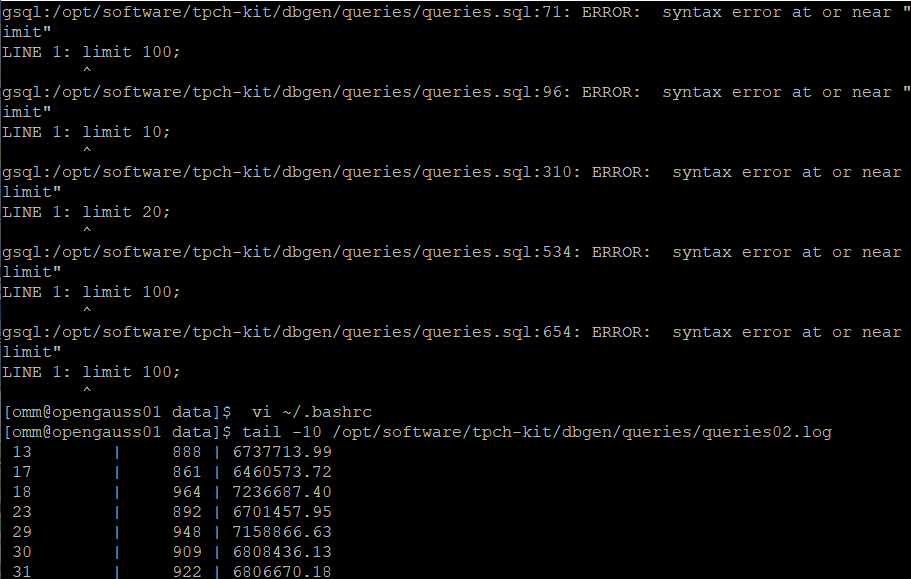 gsql:/opt/software/tpch-kit/dbgen/queries/queries.sql:71: ERROR:  syntax error at or near "
imit"
LINE 1: limit 100;
        ^
gsql:/opt/software/tpch-kit/dbgen/queries/queries.sql:96: ERROR:  syntax error at or near "
imit"
LINE 1: limit 10;
        ^
gsql:/opt/software/tpch-kit/dbgen/queries/queries.sql:310: ERROR:  syntax error at or near
limit"
LINE 1: limit 20;
        ^
gsql:/opt/software/tpch-kit/dbgen/queries/queries.sql:534: ERROR:  syntax error at or near
limit"
LINE 1: limit 100;
        ^
gsql:/opt/software/tpch-kit/dbgen/queries/queries.sql:654: ERROR:  syntax error at or near
limit"
LINE 1: limit 100;
        ^
[omm@opengauss01 data]$  vi ~/.bashrc
[omm@opengauss01 data]$ tail -10 /opt/software/tpch-kit/dbgen/queries/queries02.log
 13        |     888 | 6737713.99
 17        |     861 | 6460573.72
 18        |     964 | 7236687.40
 23        |     892 | 6701457.95
 29        |     948 | 7158866.63
 30        |     909 | 6808436.13
 31        |     922 | 6806670.18